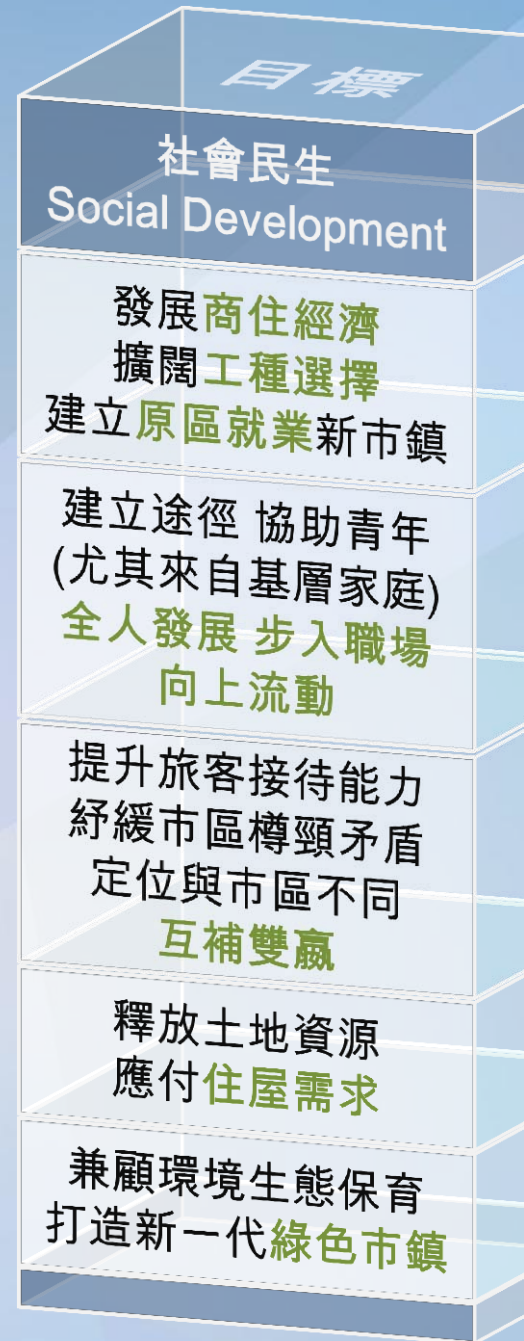 目標
社會民生
Social Development
發展商住經濟
擴闊工種選擇
建立原區就業新市鎮
建立途徑 協助青年
(尤其來自基層家庭)
全人發展 步入職場
向上流動
提升旅客接待能力
紓緩市區樽頸矛盾
定位與市區不同
互補雙贏
釋放土地資源
應付住屋需求
兼顧環境生態保育
打造新一代綠色市鎮